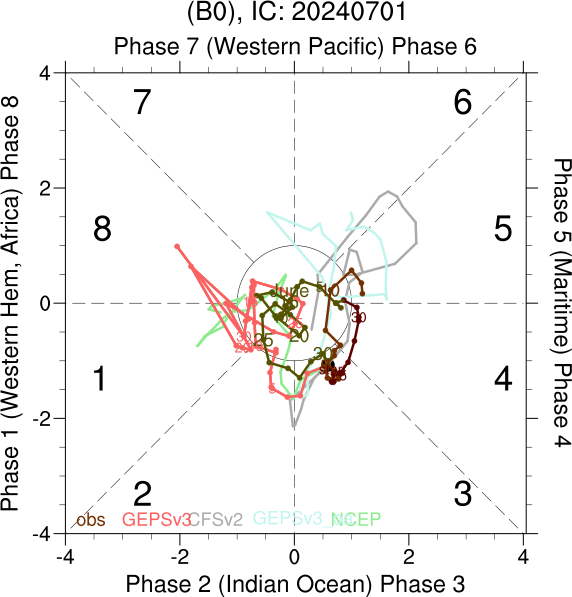 (B0), IC: 20240701
Phase 7 (Western Pacific) Phase 6
4
7
6
2
8
5
Phase 1 (Western Hem, Africa) Phase 8
Phase 5 (Maritime) Phase 4
June
10
0
30
25
20
30
1
4
-2
2
3
obs
GEPSv3
CFSv2
GEPSv3
NCEP
-4
-4
-2
0
2
4
Phase 2 (Indian Ocean) Phase 3